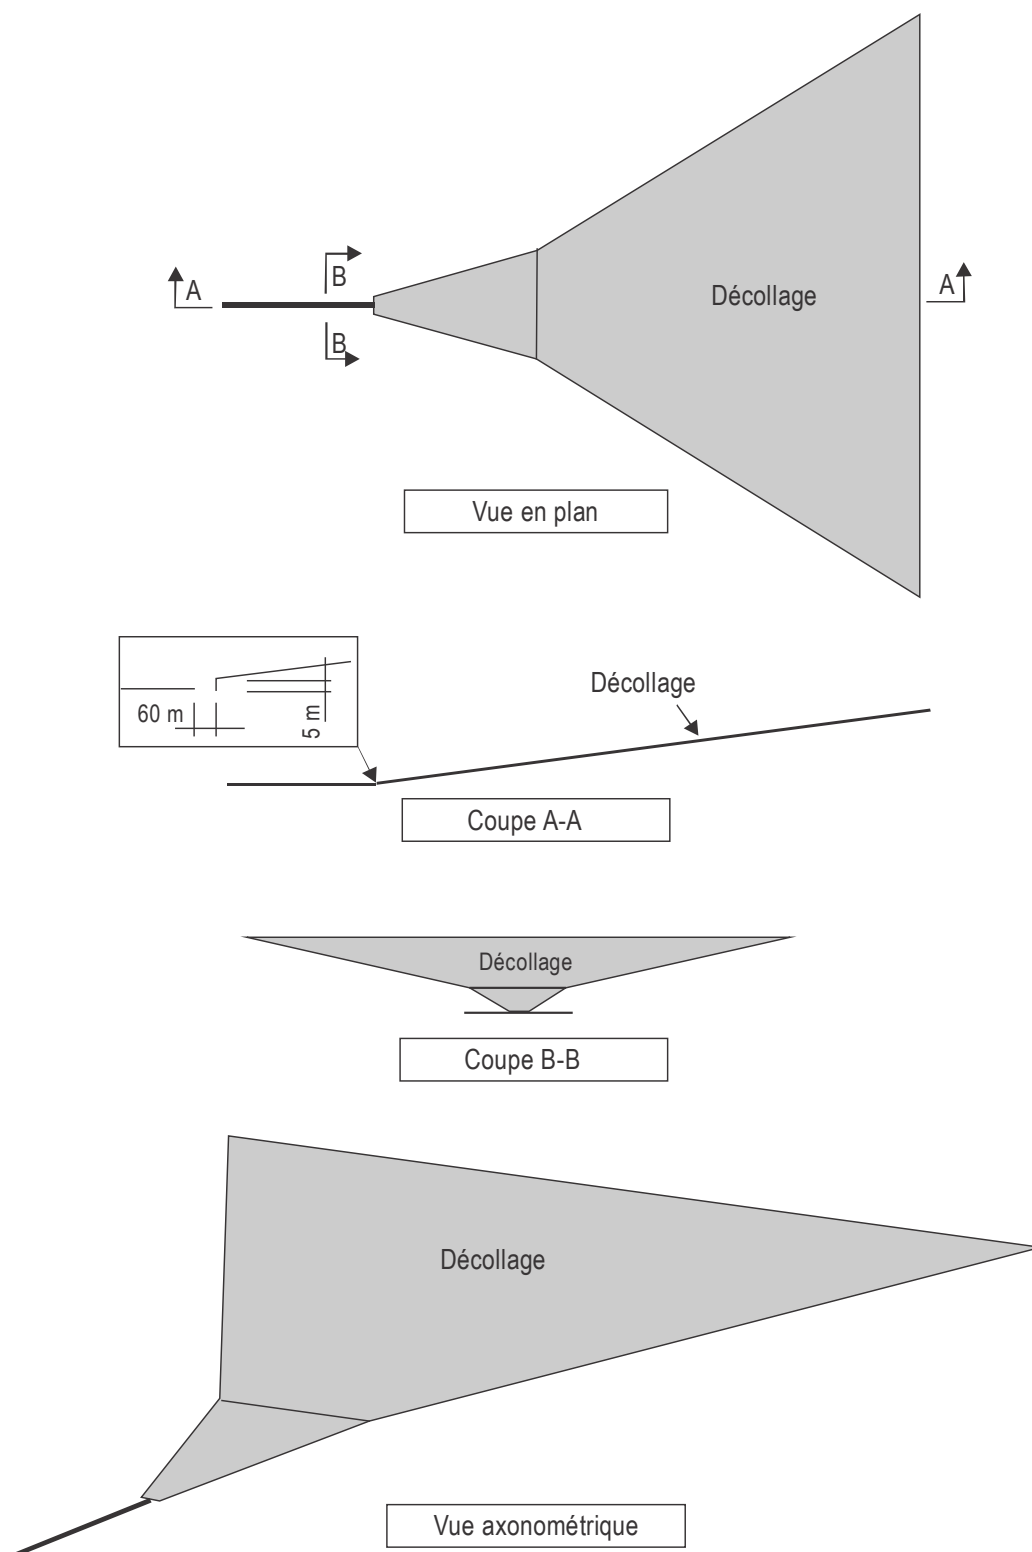 B
A
A
Décollage
B
Vue en plan
Décollage
60 m
5 m
Coupe A-A
Décollage
Coupe B-B
Décollage
Vue axonométrique